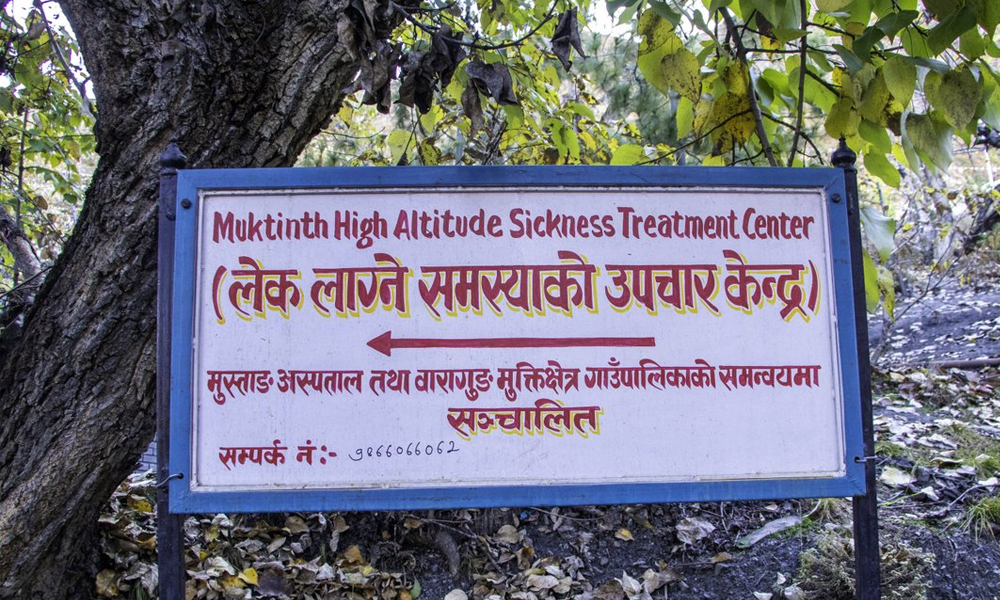 Muktinth High Altitude Sickness Treatment Center
(लेक लाग्ने समस्याको उपचार केन्द्र)
मुस्ताङ अस्पताल तथा वारागुङ मुक्तिक्षेत्र गाउँपालिकाको समन्वयमा
सञ्चालित
सम्पर्क नं:- 9866066062